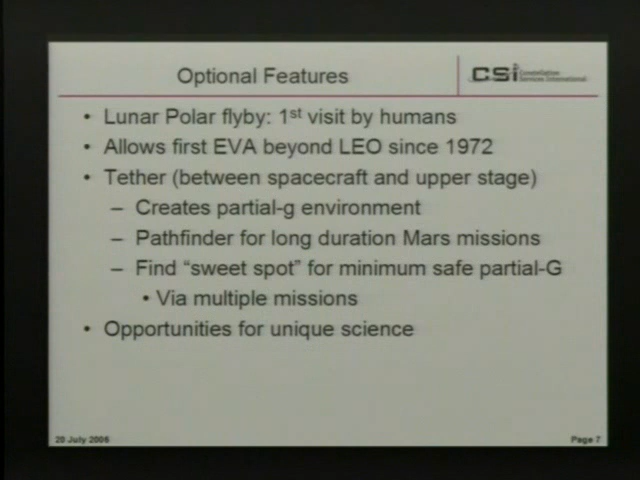 Optional Features
CSi Constellation
Services International
• Lunar Polar flyby: 1st visit by humans
• Allows first EVA beyond LEO since 1972
• Tether (between spacecraft and upper stage)
– Creates partial-g environment
– Pathfinder for long duration Mars missions
– Find “sweet spot” for minimum safe partial-G
• Via multiple missions
• Opportunities for unique science
20 July 2006
Page 7